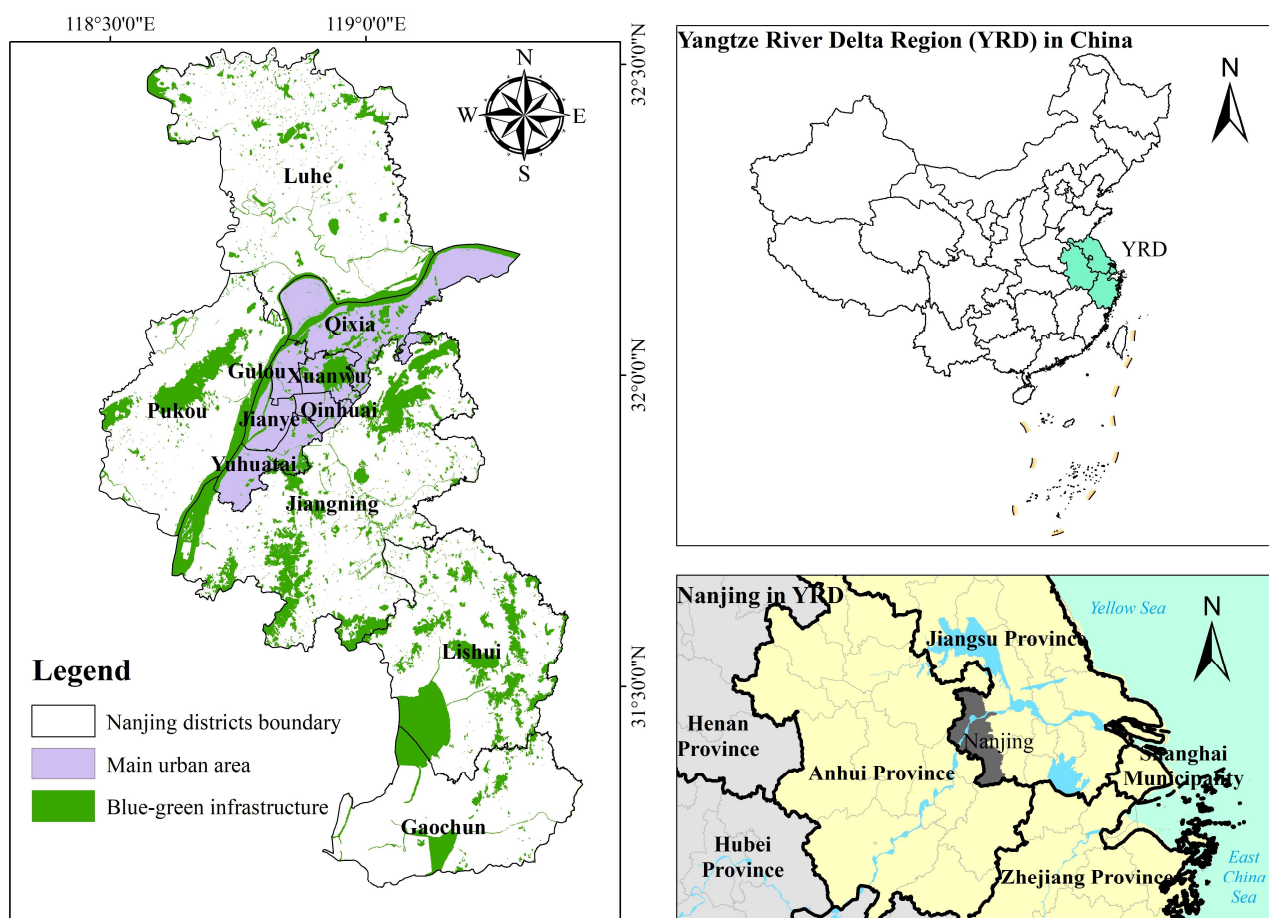 118°30'0"E
119°0'0"E
32°30'0"N
32°0'0"N
31°30'0"N
N
W
E
S
Luhe
Qixia
Gulou
Xuanwu
Pukou
Jianye
Qinhuai
Yuhuatai
Jiangning
Lishui
Gaochun
Legend
Nanjing districts boundary
Main urban area
Blue-green infrastructure
Yangtze River Delta Region (YRD) in China
N
YRD
Nanjing in YRD
Yellow Sea
N
Jiangsu Province
Henan
Province
Nanjing
Shanghai
Municipality
Anhui Province
Hubei
Province
Zhejiang Province
East
China
Sea